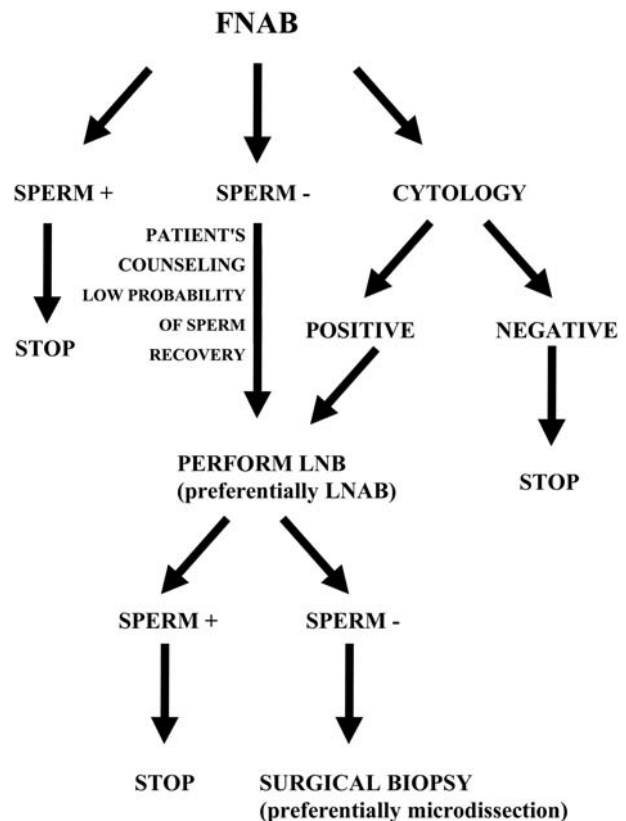 FNAB
SPERM +
SPERM -
CYTOLOGY
PATIENT'S
COUNSELING
LOW PROBABILITY
OF SPERM
RECOVERY
STOP
POSITIVE
NEGATIVE
PERFORM LNB
(preferentially LNAB)
STOP
SPERM +
SPERM -
STOP
SURGICAL BIOPSY
(preferentially microdissection)